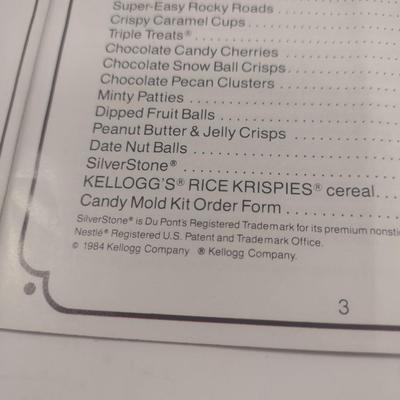 Super-Easy Rocky Roads . . . . . . . . . .
Crispy Caramel Cups . . . . . . . . . . . .
Triple Treats® . . . . . . . . . . . . . . . . .
Chocolate Candy Cherries . . . . . . . . .
Chocolate Snow Ball Crisps . . . . . . . .
Chocolate Pecan Clusters . . . . . . . . .
Minty Patties . . . . . . . . . . . . . . . . . .
Dipped Fruit Balls . . . . . . . . . . . . . .
Peanut Butter & Jelly Crisps . . . . . . . .
Date Nut Balls . . . . . . . . . . . . . . . . .
SilverStone® . . . . . . . . . . . . . . . . . .
KELLOGG'S® RICE KRISPIES® cereal. . .
Candy Mold Kit Order Form . . . . . . . .
SilverStone® is Du Pont's Registered Trademark for its premium
Nestlé® Registered U.S. Patent and Trademark Office.
© 1984 Kellogg Company ® Kellogg Company.
3